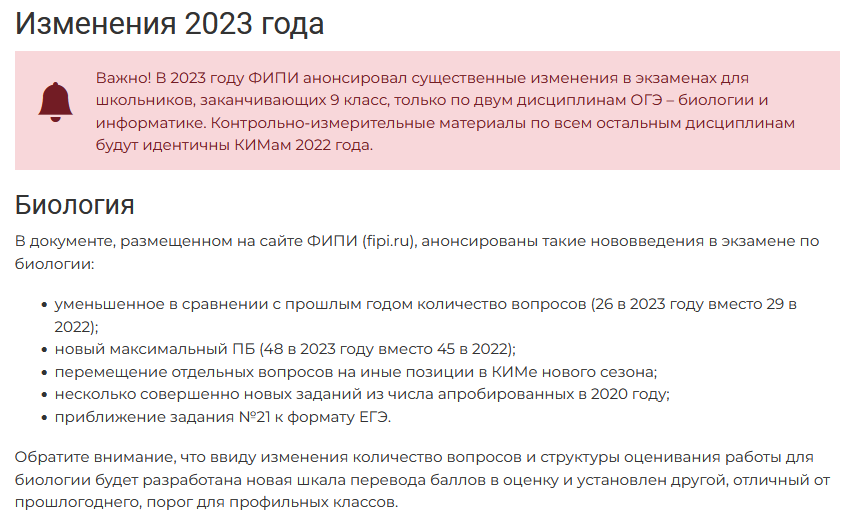 Изменения 2023 года
Важно! В 2023 году ФИПИ анонсировал существенные изменения в экзаменах для
школьников, заканчивающих 9 класс, только по двум дисциплинам ОГЭ – биологии и
информатике. Контрольно-измерительные материалы по всем остальным дисциплинам
будут идентичны КИМам 2022 года.
Биология
В документе, размещенном на сайте ФИПИ (fipi.ru), анонсированы такие нововведения в экзамене по
биологии:
• уменьшенное в сравнении с прошлым годом количество вопросов (26 в 2023 году вместо 29 в
2022);
• новый максимальный ПБ (48 в 2023 году вместо 45 в 2022);
• перемещение отдельных вопросов на иные позиции в КИМе нового сезона;
• несколько совершенно новых заданий из числа апробированных в 2020 году;
• приближение задания №21 к формату ЕГЭ.
Обратите внимание, что ввиду изменения количество вопросов и структуры оценивания работы для
биологии будет разработана новая шкала перевода баллов в оценку и установлен другой, отличный от
прошлогоднего, порог для профильных классов.